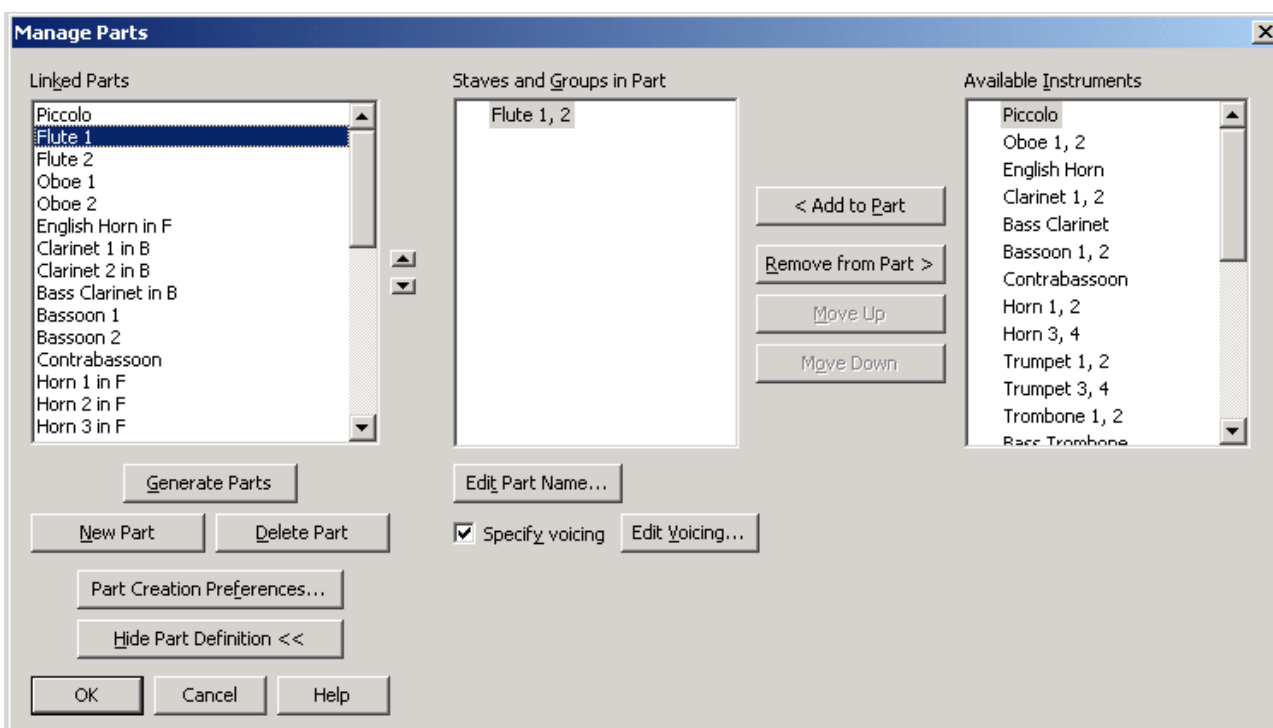 Manage Parts
Linked Parts
Piccolo
Flute 1
Flute 2
Oboe 1
Oboe 2
English Horn in F
Clarinet 1 in B
Clarinet 2 in B
Bass Clarinet in B
Bassoon 1
Bassoon 2
Contrabassoon
Horn 1 in F
Horn 2 in F
Horn 3 in F
Generate Parts
New Part
Delete Part
Part Creation Preferences...
Hide Part Definition <<
OK
Cancel
Help
Staves and Groups in Part
Flute 1, 2
Edit Part Name...
Specify voicing
Edit Voicing...
< Add to Part
Remove from Part >
Move Up
Move Down
Available Instruments
Piccolo
Oboe 1, 2
English Horn
Clarinet 1, 2
Bass Clarinet
Bassoon 1, 2
Contrabassoon
Horn 1, 2
Horn 3, 4
Trumpet 1, 2
Trumpet 3, 4
Trombone 1, 2
Bass Trombone